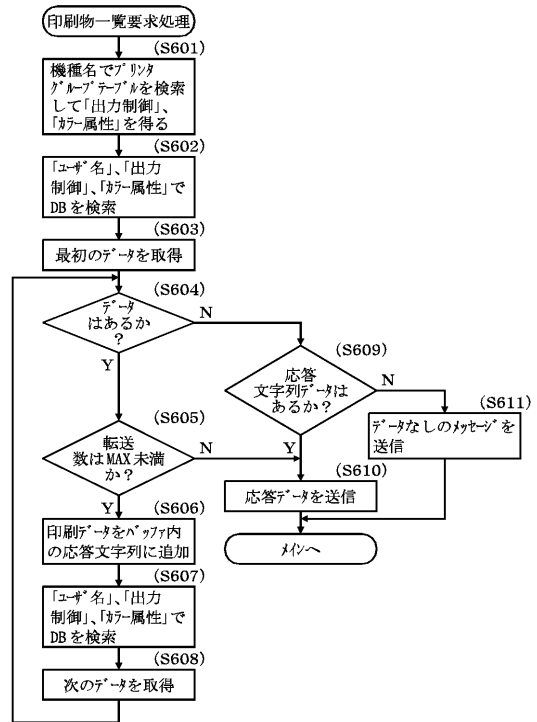 印刷物一覧要求処理
(S601)
機種名でプリンタ
グループテーブルを検索
して「出力制御」、
「カラー属性」を得る
(S602)
「ユーザ名」、「出力
制御」、「カラー属性」で
DBを検索
(S603)
最初のデータを取得
(S604)
データ
はあるか
?
N
Y
(S609)
応答
文字列データは
あるか?
N
Y
(S611)
データなしのメッセージを
送信
(S605)
転送
数はMAX未満
か?
N
Y
(S610)
応答データを送信
メインへ
(S606)
印刷データをバッファ内
の応答文字列に追加
(S607)
「ユーザ名」、「出力
制御」、「カラー属性」で
DBを検索
(S608)
次のデータを取得